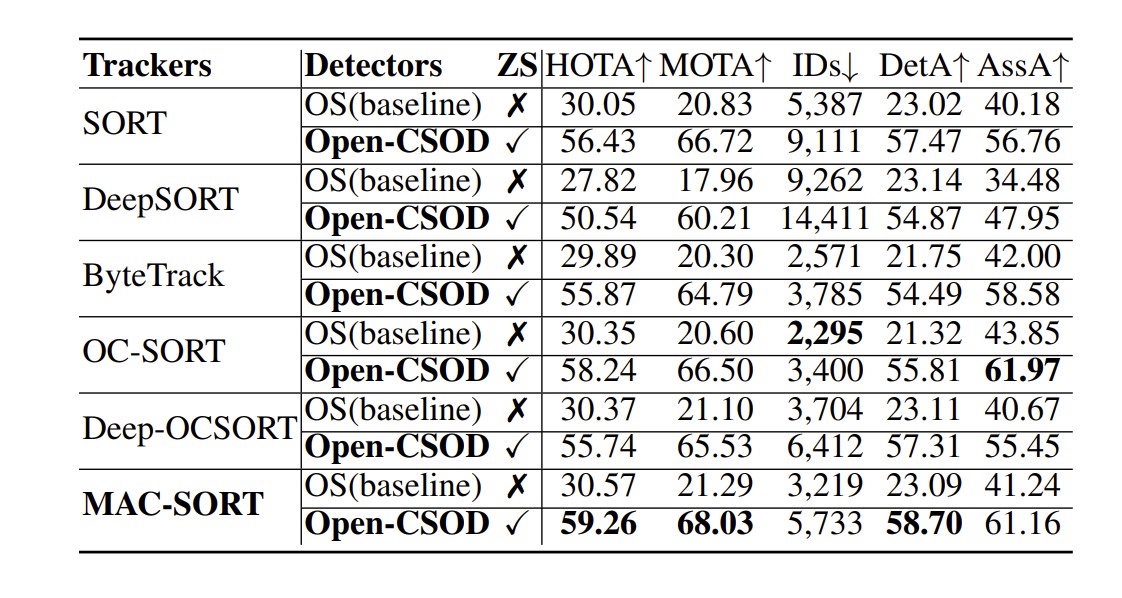 Trackers Detectors ZS HOTA↑ MOTA↑ IDs↓ DetA↑ AssA↑
SORT
OS(baseline) ✗ 30.05 20.83 5,387 23.02 40.18
Open-CSOD ✓ 56.43 66.72 9,111 57.47 56.76
DeepSORT
OS(baseline) ✗ 27.82 17.96 9,262 23.14 34.48
Open-CSOD ✓ 50.54 60.21 14,411 54.87 47.95
ByteTrack
OS(baseline) ✗ 29.89 20.30 2,571 21.75 42.00
Open-CSOD ✓ 55.87 64.79 3,785 54.49 58.58
OC-SORT
OS(baseline) ✗ 30.35 20.60 2,295 21.32 43.85
Open-CSOD ✓ 58.24 66.50 3,400 55.81 61.97
Deep-OCSORT
OS(baseline) ✗ 30.37 21.10 3,704 23.11 40.67
Open-CSOD ✓ 55.74 65.53 6,412 57.31 55.45
MAC-SORT
OS(baseline) ✗ 30.57 21.29 3,219 23.09 41.24
Open-CSOD ✓ 59.26 68.03 5,733 58.70 61.16